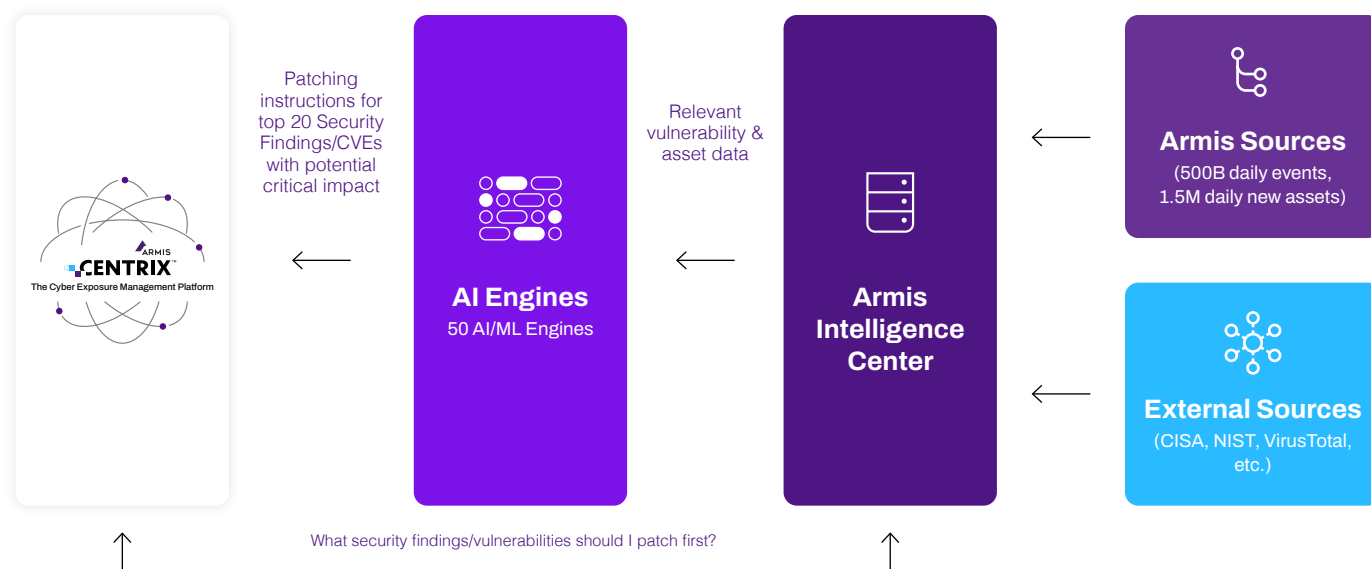 Patching
instructions for
top 20 Security
Findings/CVEs
with potential
critical impact
Relevant
vulnerability &
asset data
Armis Sources
(500B daily events,
1.5M daily new assets)
ARMIS
CENTRIX™
The Cyber Exposure Management Platform
AI Engines
50 AI/ML Engines
Armis
Intelligence
Center
External Sources
(CISA, NIST, VirusTotal,
etc.)
What security findings/vulnerabilities should I patch first?